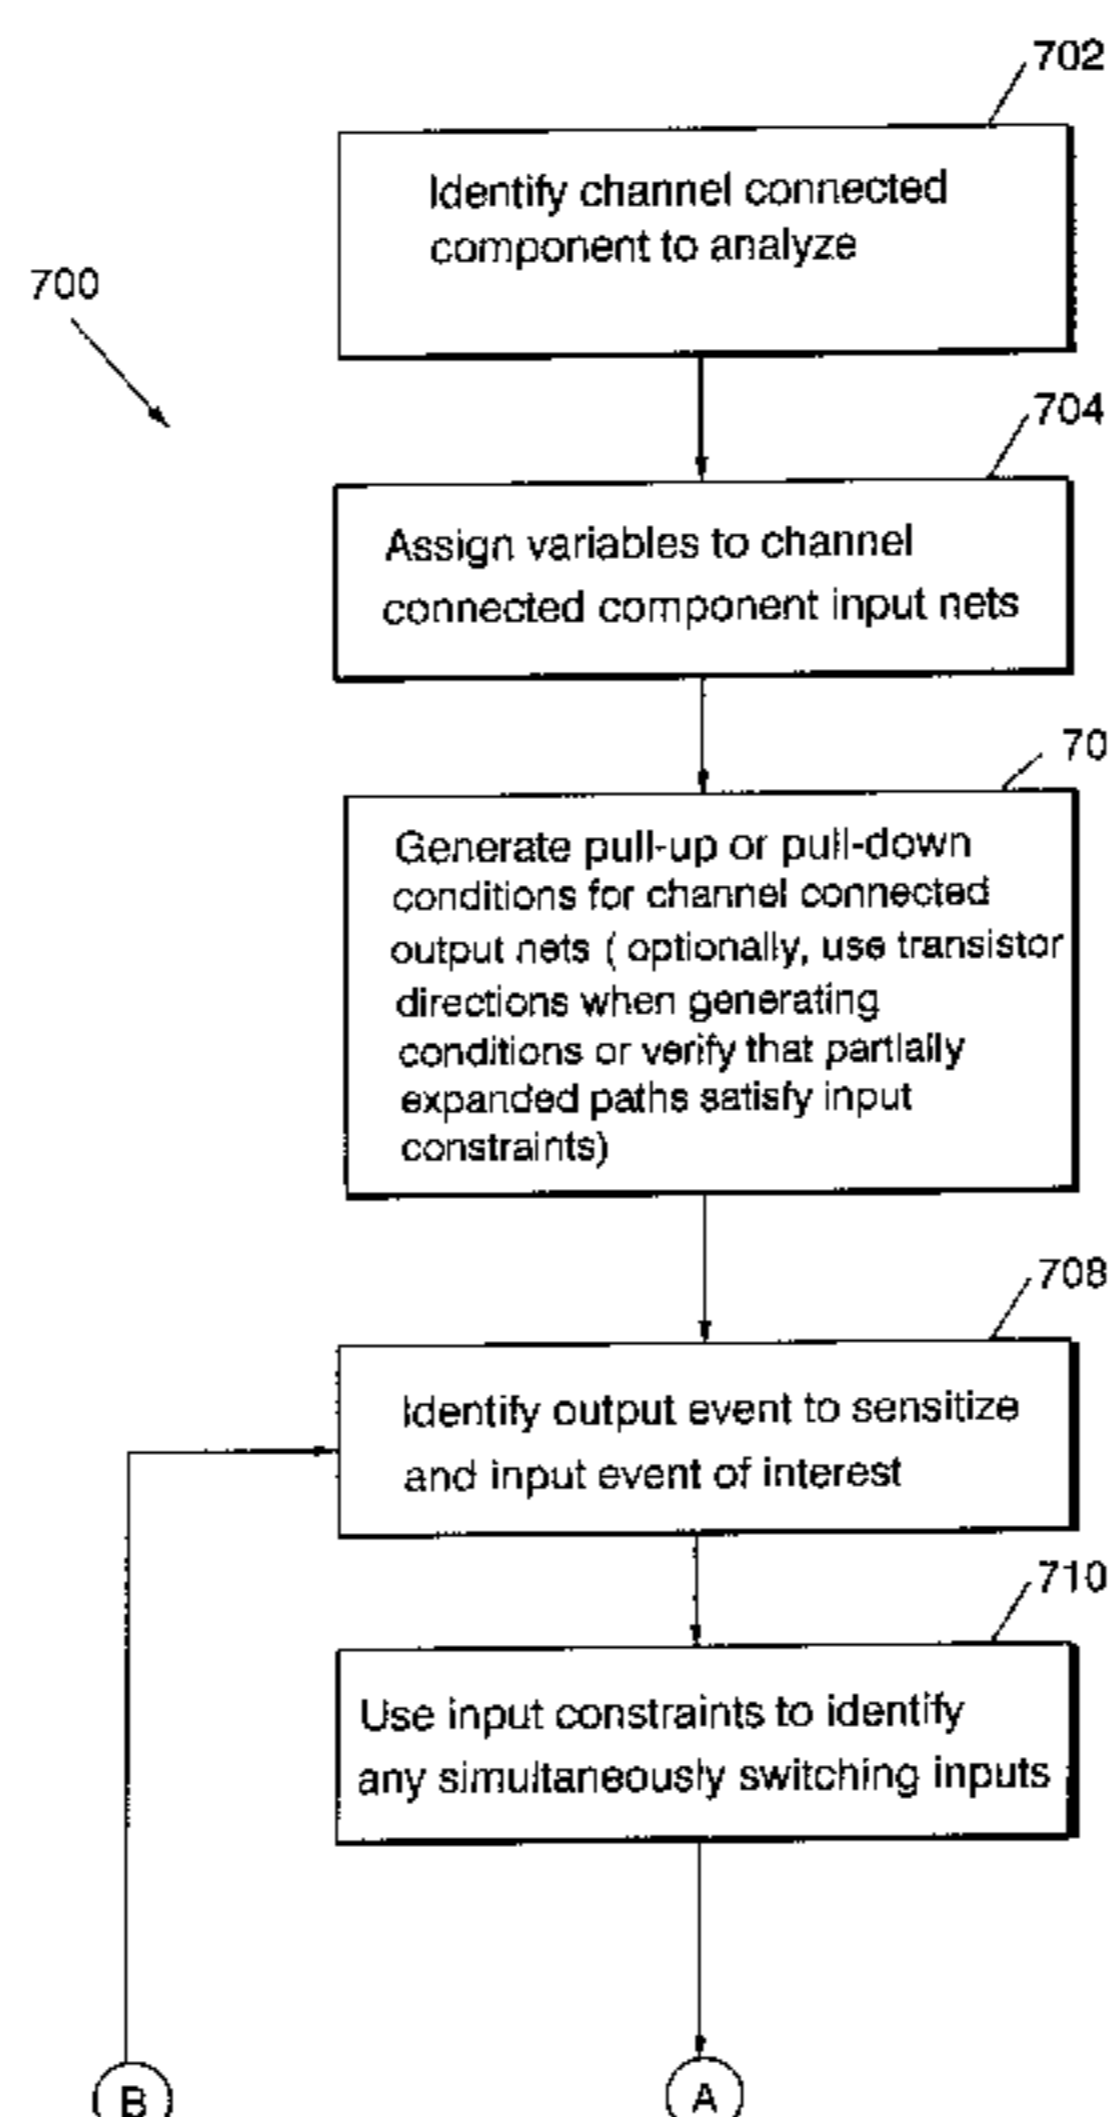 702
Identify channel connected
component to analyze
700
704
Assign variables to channel
connected component input nets
70
Generate pull-up or pull-down
conditions for channel connected
output nets ( optionally, use transistor
directions when generating
conditions or verify that partially
expanded paths satisfy input
constraints)
708
Identify output event to sensitize
and input event of interest
710
Use input constraints to identify
any simultaneously switching inputs
B
A